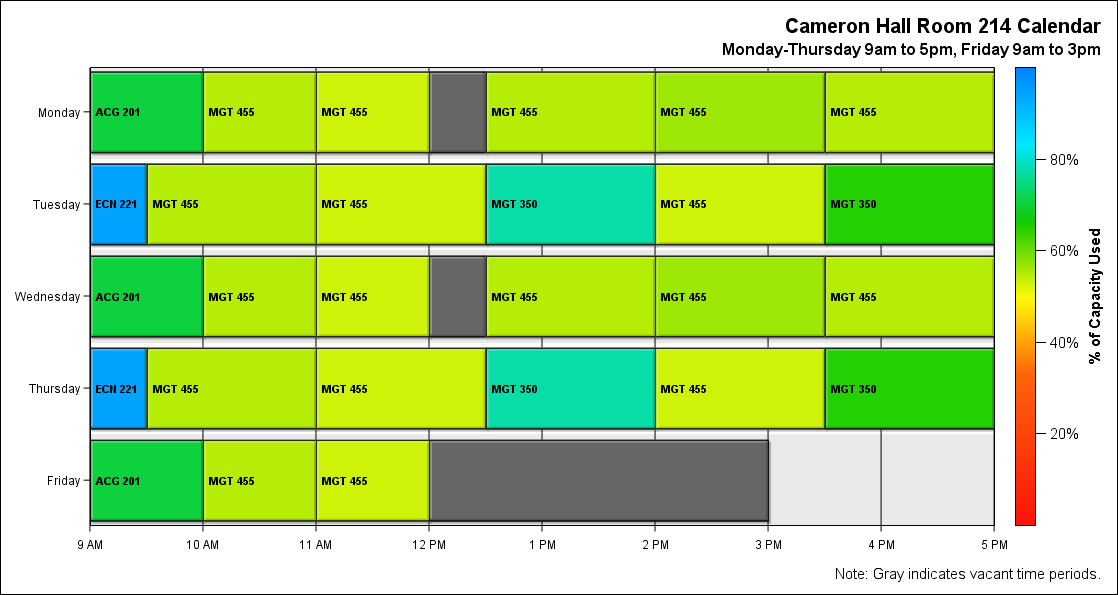 Cameron Hall Room 214 Calendar
Monday-Thursday 9am to 5pm, Friday 9am to 3pm
Monday ACG 201 MGT 455 MGT 455 MGT 455 MGT 455 MGT 455
Tuesday ECN 221 MGT 455 MGT 455 MGT 350 MGT 455 MGT 350
Wednesday ACG 201 MGT 455 MGT 455 MGT 455 MGT 455 MGT 455
Thursday ECN 221 MGT 455 MGT 455 MGT 350 MGT 455 MGT 350
Friday ACG 201 MGT 455 MGT 455
9 AM 10 AM 11 AM 12 PM 1 PM 2 PM 3 PM 4 PM 5 PM
80%
60%
40%
20%
% of Capacity Used
Note: Gray indicates vacant time periods.